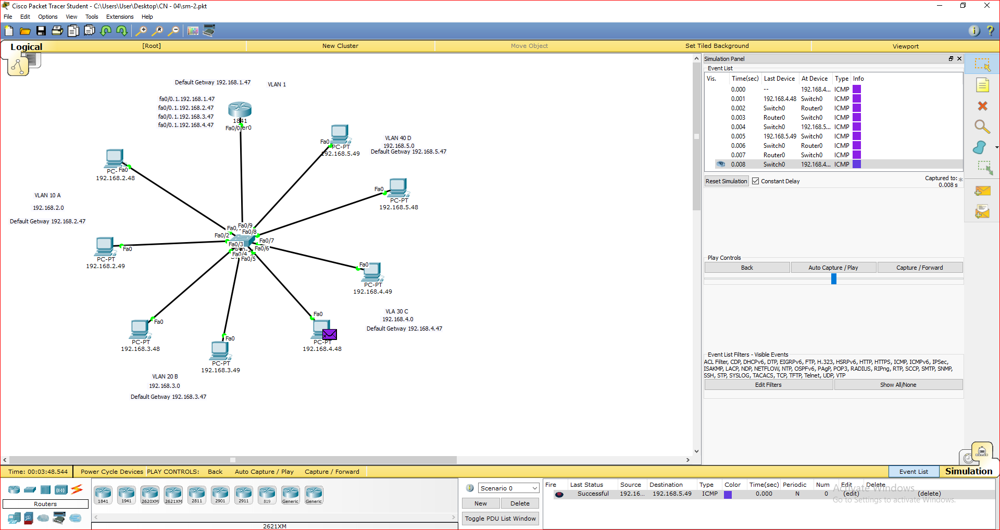 Cisco Packet Tracer Student - C:\Users\User\Desktop\CN - 04\sm-2.pkt
File Edit Options View Tools Extensions Help
Logical [Root] New Cluster Move Object Set Tiled Background Viewport
Default Getway 192.168.1.47
VLAN 1
fa0/0.1.192.168.1.47
fa0/0.1.192.168.2.47
fa0/0.1.192.168.3.47
fa0/0.1.192.168.4.47
1841
Fa0/0
Fa0
PC-PT
192.168.5.49
VLAN 40 D
192.168.5.0
Default Getway 192.168.5.47
Fa0
192.168.2.48
Fa0
PC-PT
192.168.5.48
VLAN 10 A
192.168.2.0
Default Getway 192.168.2.47
Fa0/9
Fa0/8
Fa0/2
Fa0/7
Fa0/3
Fa0/6
Fa0/4
Fa0/5
Fa0
PC-PT
192.168.2.49
Fa0
PC-PT
192.168.4.49
VLA 30 C
192.168.4.0
Default Getway 192.168.4.47
Fa0
PC-PT
192.168.3.48
Fa0
PC-PT
192.168.3.49
Fa0
PC-PT
192.168.4.48
VLAN 20 B
192.168.3.0
Default Getway 192.168.3.47
Simulation Panel
Event List
Vis. Time(sec) Last Device At Device Type Info
0.000 -- 192.168.4... ICMP
0.001 192.168.4.48 Switch0 ICMP
0.002 Switch0 Router0 ICMP
0.003 Router0 Switch0 ICMP
0.004 Switch0 192.168.5... ICMP
0.005 192.168.5.49 Switch0 ICMP
0.006 Switch0 Router0 ICMP
0.007 Router0 Switch0 ICMP
0.008 Switch0 192.168.4... ICMP
Reset Simulation Constant Delay Captured to: *
0.008 s
Play Controls
Back Auto Capture / Play Capture / Forward
Event List Filters - Visible Events
ACL Filter, CDP, DHCPv6, DTP, EIGRPv6, FTP, H.323, HSRPv6, HTTP, HTTPS, ICMP, ICMPv6, IPSec,
ISAKMP, LACP, NDP, NETFLOW, NTP, OSPFv6, PAgP, POP3, RADIUS, RIPng, RTP, SCCP, SMTP, SNMP,
SSH, STP, SYSLOG, TACACS, TCP, TFTP, Telnet, UDP, VTP
Edit Filters Show All/None
Time: 00:03:48.544 Power Cycle Devices PLAY CONTROLS: Back Auto Capture / Play Capture / Forward Event List Simulation
Routers
1841 1941 2620XM 2621XM 2811 2901 2911 819 Generic Generic
2621XM
Scenario 0
New Delete
Toggle PDU List Window
Fire Last Status Source Destination Type Color Time(sec) Periodic Num Edit Delete
Successful 192.16... 192.168.5.49 ICMP 0.000 N 0 (edit) (delete)
Activate Windows
Go to Settings to activate Windows.